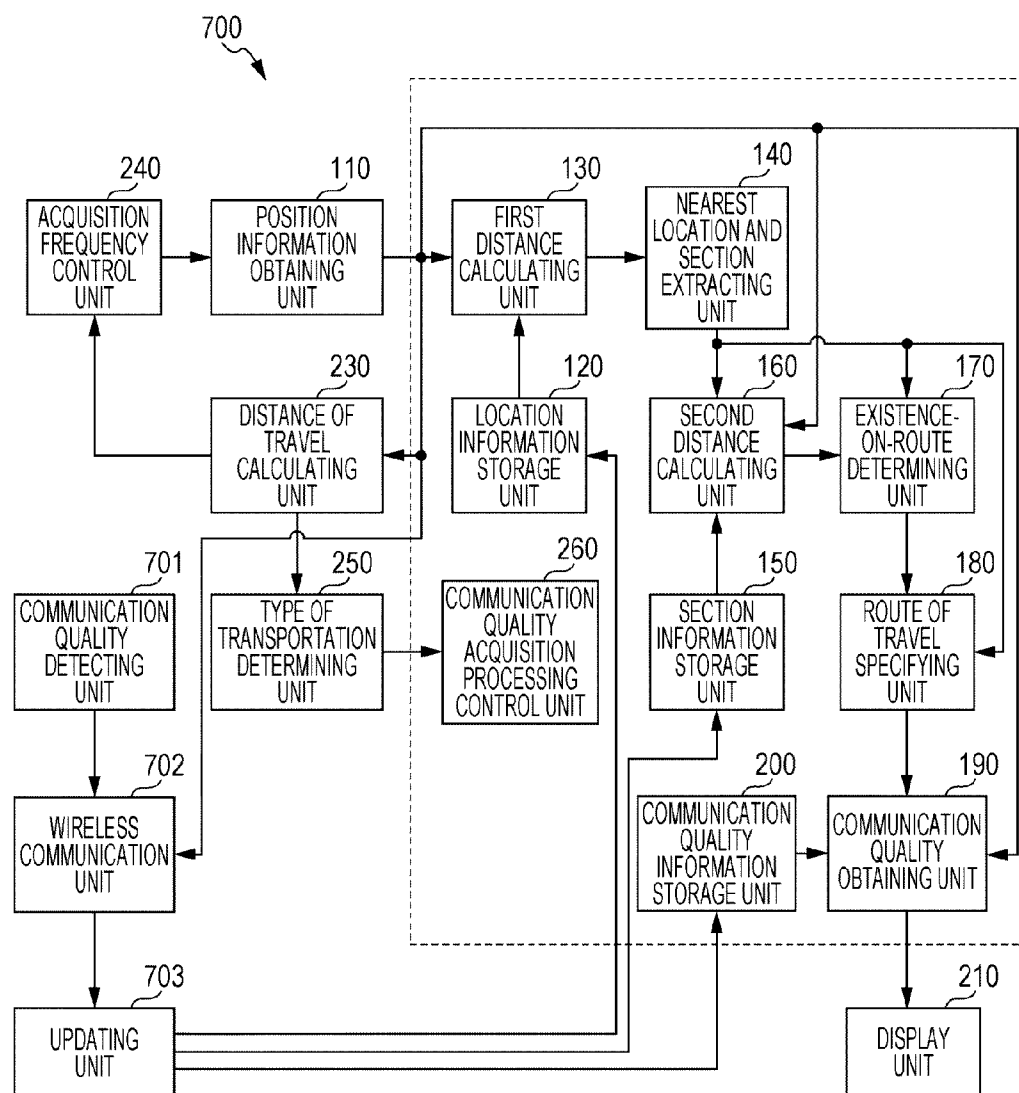 700
240
ACQUISITION
FREQUENCY
CONTROL
UNIT
110
POSITION
INFORMATION
OBTAINING
UNIT
130
FIRST
DISTANCE
CALCULATING
UNIT
140
NEAREST
LOCATION AND
SECTION
EXTRACTING
UNIT
230
DISTANCE OF
TRAVEL
CALCULATING
UNIT
120
LOCATION
INFORMATION
STORAGE
UNIT
160
SECOND
DISTANCE
CALCULATING
UNIT
170
EXISTENCE-
ON-ROUTE
DETERMINING
UNIT
701
COMMUNICATION
QUALITY
DETECTING
UNIT
250
TYPE OF
TRANSPORTATION
DETERMINING
UNIT
260
COMMUNICATION
QUALITY
ACQUISITION
PROCESSING
CONTROL UNIT
150
SECTION
INFORMATION
STORAGE
UNIT
180
ROUTE OF
TRAVEL
SPECIFYING
UNIT
702
WIRELESS
COMMUNICATION
UNIT
200
COMMUNICATION
QUALITY
INFORMATION
STORAGE UNIT
190
COMMUNICATION
QUALITY
OBTAINING UNIT
703
UPDATING
UNIT
210
DISPLAY
UNIT